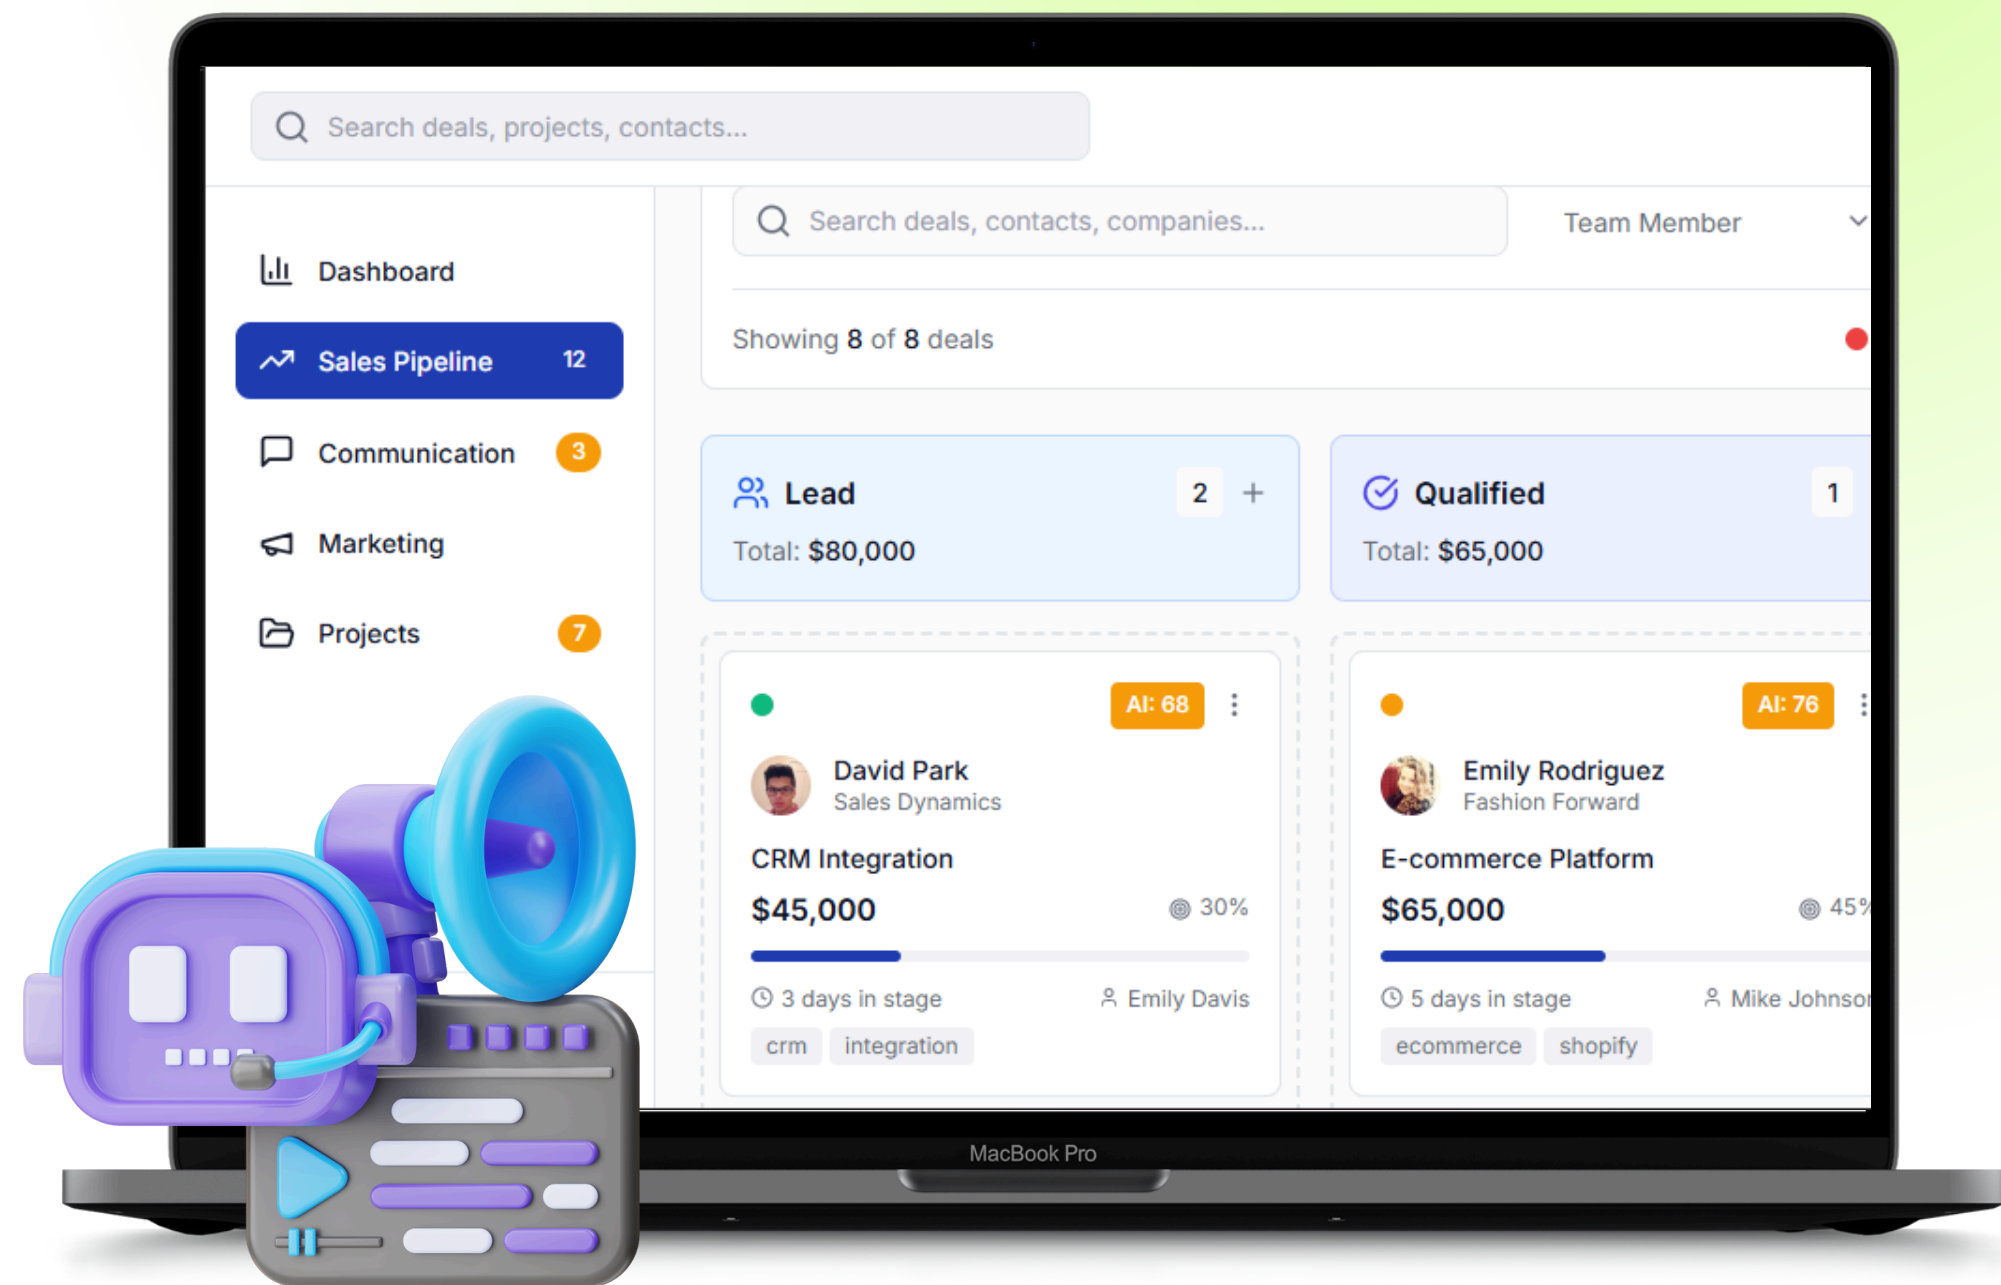 Search deals, projects, contacts...
Dashboard
Sales Pipeline 12
Communication 3
Marketing
Projects 7
Search deals, contacts, companies...
Team Member
Showing 8 of 8 deals
Lead 2 +
Total: $80,000
Qualified 1
Total: $65,000
AI: 68
David Park
Sales Dynamics
CRM Integration
$45,000 30%
3 days in stage Emily Davis
crm integration
AI: 76
Emily Rodriguez
Fashion Forward
E-commerce Platform
$65,000 45%
5 days in stage Mike Johnson
ecommerce shopify
MacBook Pro